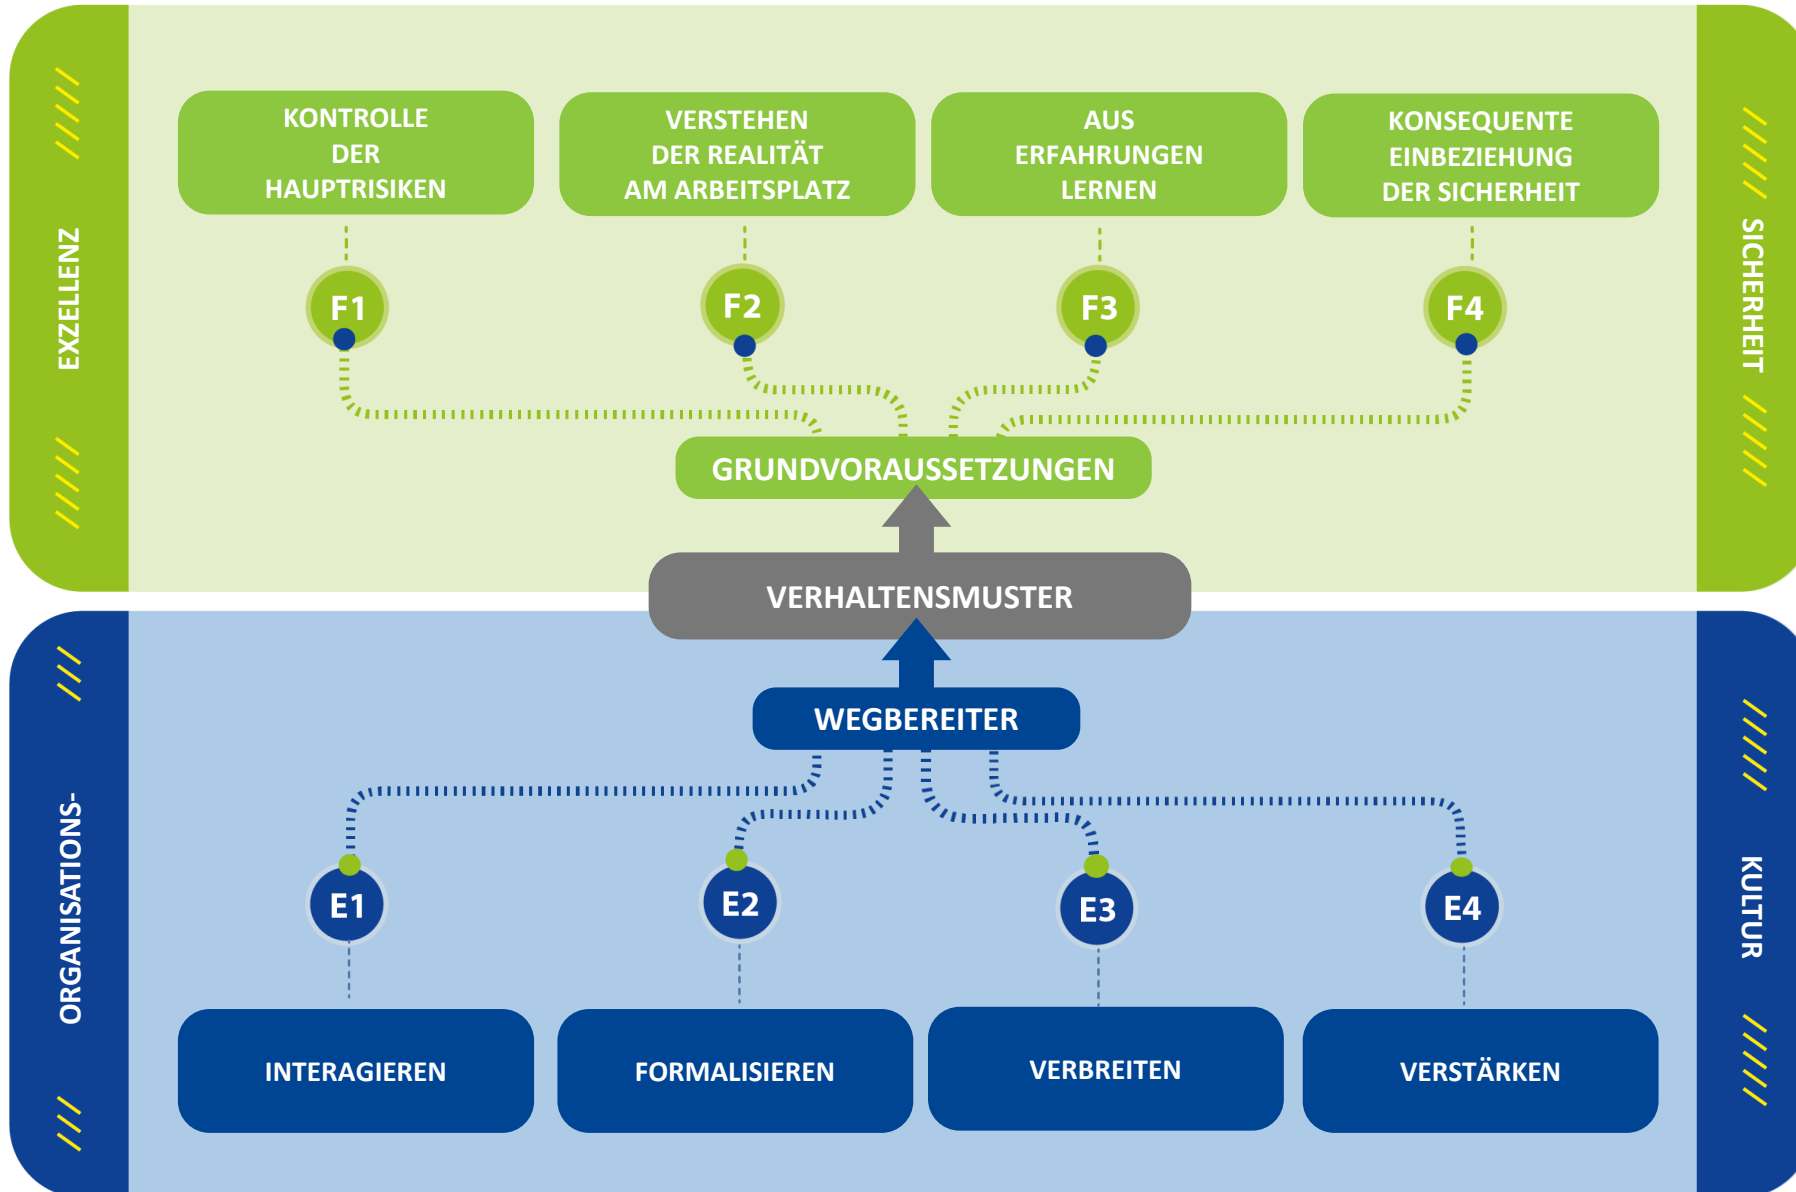 EXZELLENZ
SICHERHEIT
KONTROLLE
DER
HAUPTRISIKEN
VERSTEHEN
DER REALITÄT
AM ARBEITSPLATZ
AUS
ERFAHRUNGEN
LERNEN
KONSEQUENTE
EINBEZIEHUNG
DER SICHERHEIT
F1
F2
F3
F4
GRUNDVORAUSSETZUNGEN
VERHALTENSMUSTER
WEGBEREITER
ORGANISATIONS-
KULTUR
E1
E2
E3
E4
INTERAGIEREN
FORMALISIEREN
VERBREITEN
VERSTÄRKEN